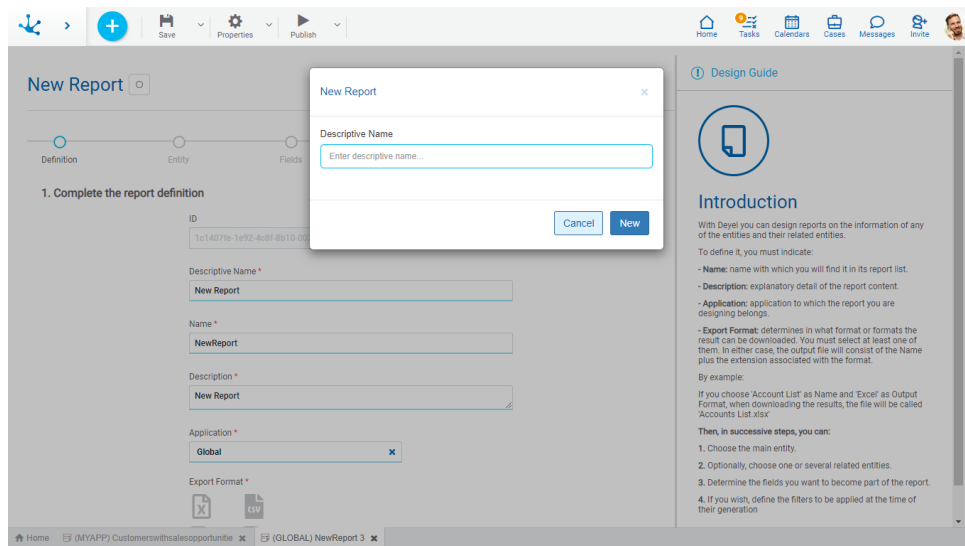 Save
Properties
Publish
Home
9
Tasks
Calendars
Cases
Messages
Invite
New Report
Definition
Entity
Fields
1. Complete the report definition
ID
Descriptive Name *
New Report
Name *
NewReport
Description *
New Report
Application *
Global
Export Format *
X
CSV
New Report
Descriptive Name
Enter descriptive name...
Cancel
New
Design Guide
Introduction
With Deyel you can design reports on the information of any
of the entities and their related entities.
To define it, you must indicate:
- Name: name with which you will find it in its report list.
- Description: explanatory detail of the report content.
- Application: application to which the report you are
designing belongs.
- Export Format: determines in what format or formats the
result can be downloaded. You must select at least one of
them. In either case, the output file will consist of the Name
plus the extension associated with the format.
By example:
If you choose 'Account List' as Name and 'Excel' as Output
Format, when downloading the results, the file will be called
'Accounts List.xlsx'
Then, in successive steps, you can:
1. Choose the main entity.
2. Optionally, choose one or several related entities.
3. Determine the fields you want to become part of the report.
4. If you wish, define the filters to be applied at the time of
their generation
Home
(MYAPP) Customerswithsalesopportunitie
(GLOBAL) NewReport 3